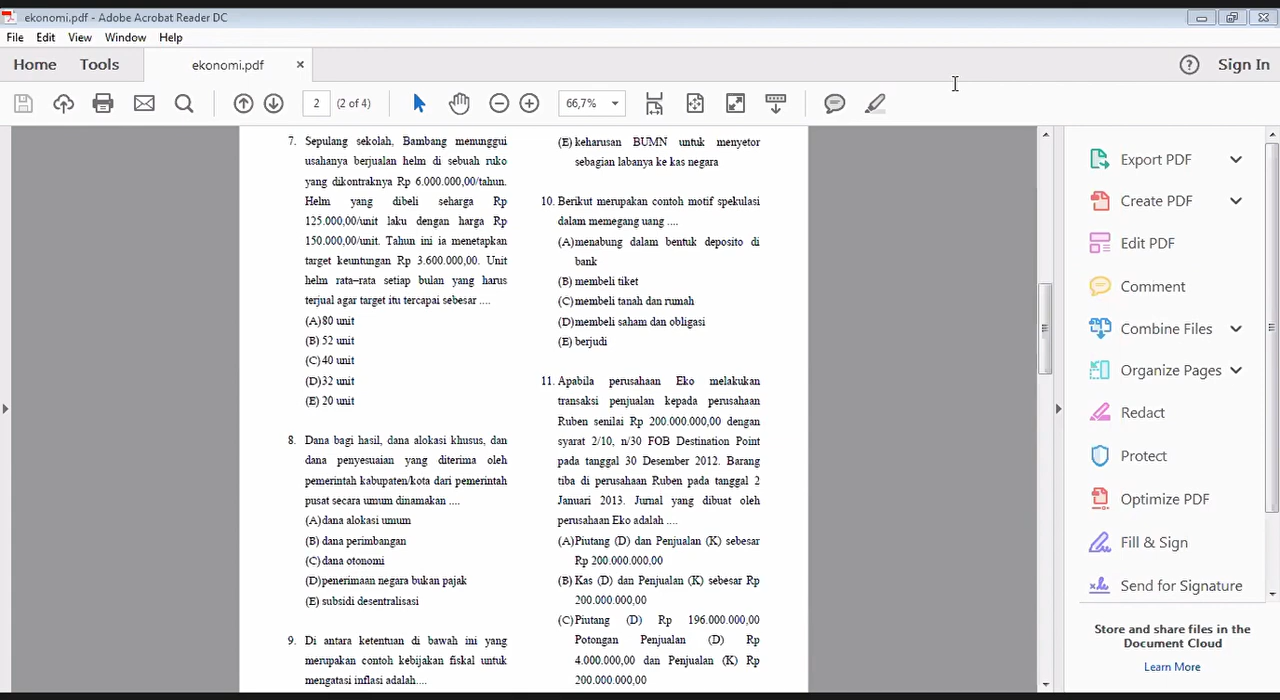 ekonomi.pdf - Adobe Acrobat Reader DC
File Edit View Window Help
Home Tools ekonomi.pdf × ? Sign In
2 (2 of 4) 66,7%
7. Sepulang sekolah, Bambang menunggui
usahanya berjualan helm di sebuah ruko
yang dikontraknya Rp 6.000.000,00/tahun.
Helm yang dibeli seharga Rp
125.000,00/unit laku dengan harga Rp
150.000,00/unit. Tahun ini ia menetapkan
target keuntungan Rp 3.600.000,00. Unit
helm rata–rata setiap bulan yang harus
terjual agar target itu tercapai sebesar ....
(A) 80 unit
(B) 52 unit
(C) 40 unit
(D) 32 unit
(E) 20 unit
8. Dana bagi hasil, dana alokasi khusus, dan
dana penyesuaian yang diterima oleh
pemerintah kabupaten/kota dari pemerintah
pusat secara umum dinamakan ....
(A) dana alokasi umum
(B) dana perimbangan
(C) dana otonomi
(D) penerimaan negara bukan pajak
(E) subsidi desentralisasi
9. Di antara ketentuan di bawah ini yang
merupakan contoh kebijakan fiskal untuk
mengatasi inflasi adalah....
(E) keharusan BUMN untuk menyetor
sebagian labanya ke kas negara
10. Berikut merupakan contoh motif spekulasi
dalam memegang uang ....
(A) menabung dalam bentuk deposito di
bank
(B) membeli tiket
(C) membeli tanah dan rumah
(D) membeli saham dan obligasi
(E) berjudi
11. Apabila perusahaan Eko melakukan
transaksi penjualan kepada perusahaan
Ruben senilai Rp 200.000.000,00 dengan
syarat 2/10, n/30 FOB Destination Point
pada tanggal 30 Desember 2012. Barang
tiba di perusahaan Ruben pada tanggal 2
Januari 2013. Jurnal yang dibuat oleh
perusahaan Eko adalah ....
(A) Piutang (D) dan Penjualan (K) sebesar
Rp 200.000.000,00
(B) Kas (D) dan Penjualan (K) sebesar Rp
200.000.000,00
(C) Piutang (D) Rp 196.000.000,00
Potongan Penjualan (D) Rp
4.000.000,00 dan Penjualan (K) Rp
200.000.000,00
Export PDF
Create PDF
Edit PDF
Comment
Combine Files
Organize Pages
Redact
Protect
Optimize PDF
Fill & Sign
Send for Signature
Store and share files in the
Document Cloud
Learn More